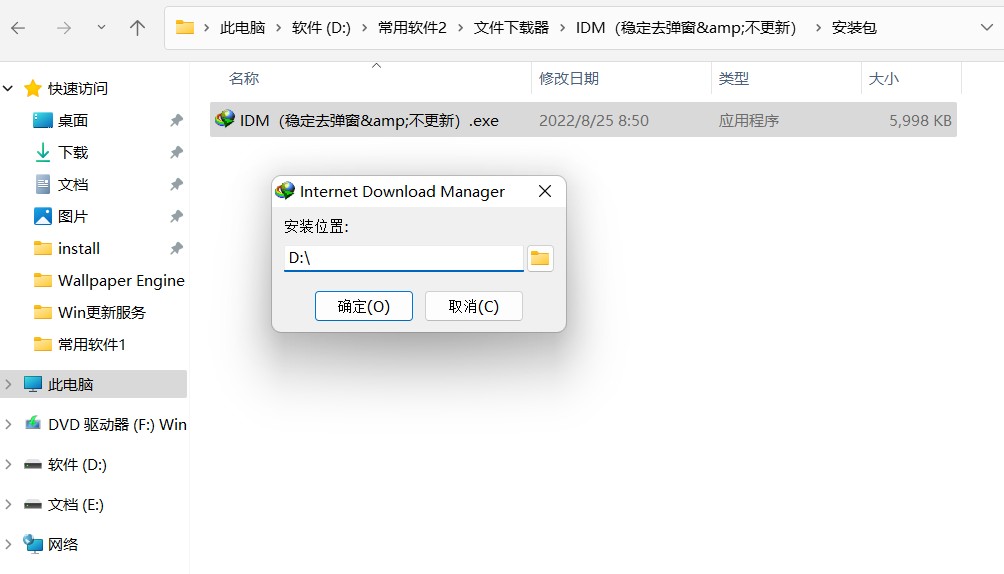 此电脑 软件 (D:) 常用软件2 文件下载器 IDM（稳定去弹窗&amp;不更新） 安装包
名称 修改日期 类型 大小
快速访问
桌面
下载
文档
图片
install
Wallpaper Engine
Win更新服务
常用软件1
此电脑
DVD 驱动器 (F:) Win
软件 (D:)
文档 (E:)
网络
IDM（稳定去弹窗&amp;不更新）.exe 2022/8/25 8:50 应用程序 5,998 KB
Internet Download Manager
安装位置:
D:\
确定(O) 取消(C)